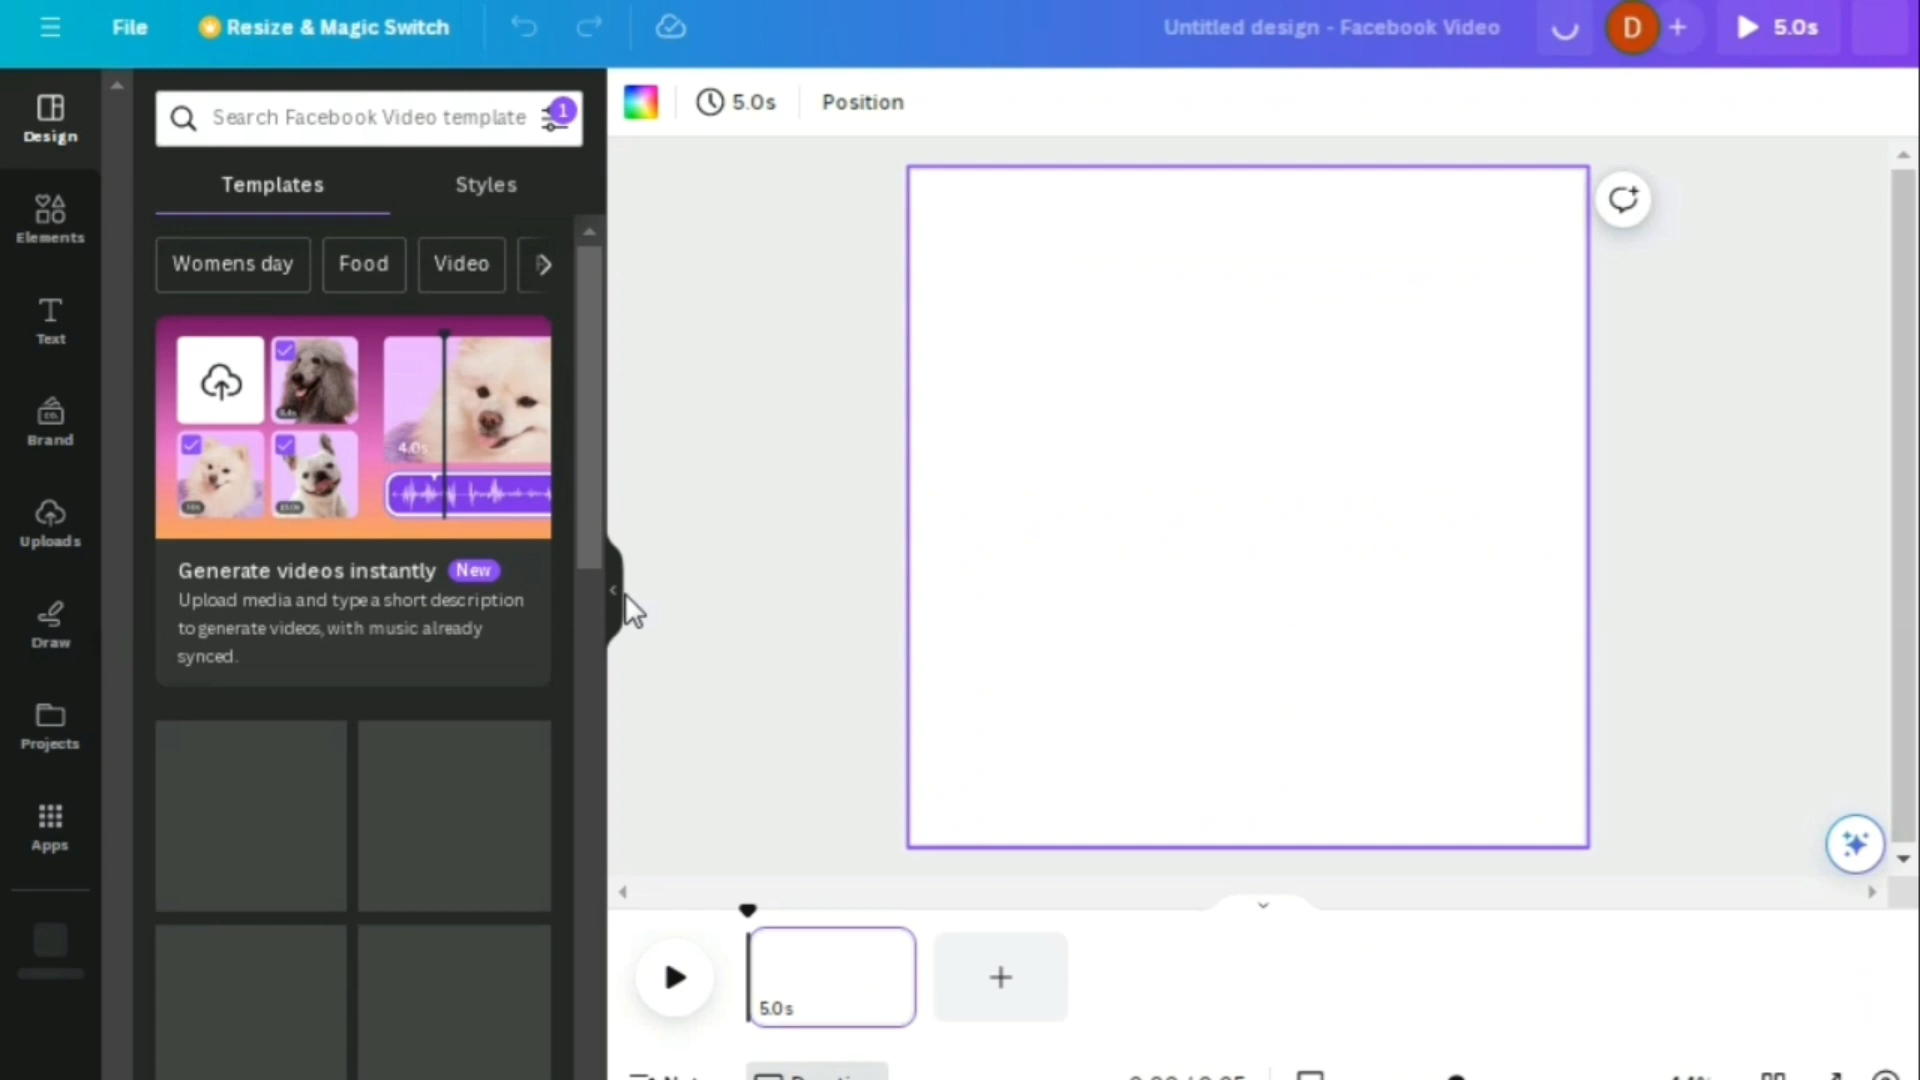 File
Resize & Magic Switch
Untitled design - Facebook Video
D
5.0s
Design
Elements
Text
Brand
CO.
Uploads
Draw
Projects
Apps
Search Facebook Video template
1
Templates
Styles
Womens day
Food
Video
4.0s
Generate videos instantly
New
Upload media and type a short description
to generate videos, with music already
synced.
5.0s
Position
5.0s